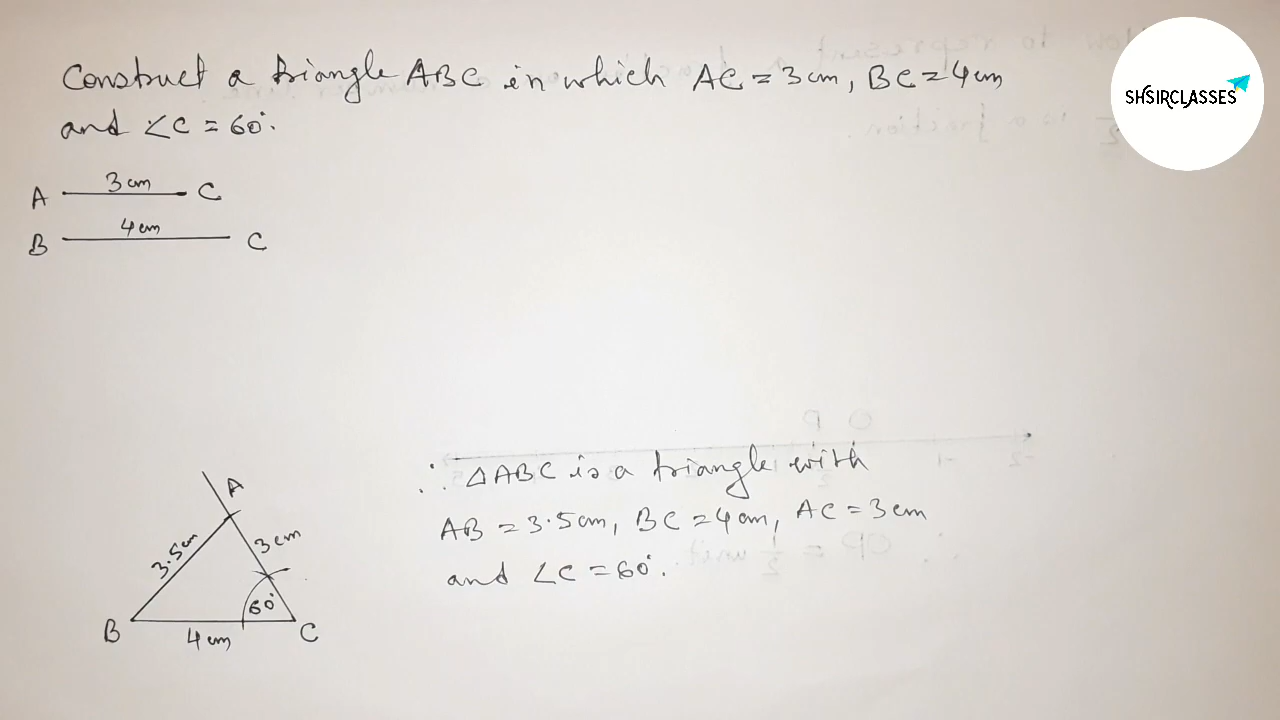 Construct a triangle ABC in which AC = 3cm, BC = 4cm
and ∠C = 60°.
SHSIRCLASSES
A 3cm C
B 4cm C
∴ △ABC is a triangle with
AB = 3.5cm, BC = 4cm, AC = 3cm
and ∠C = 60°.
A
3.5cm 3cm
60°
B 4cm C